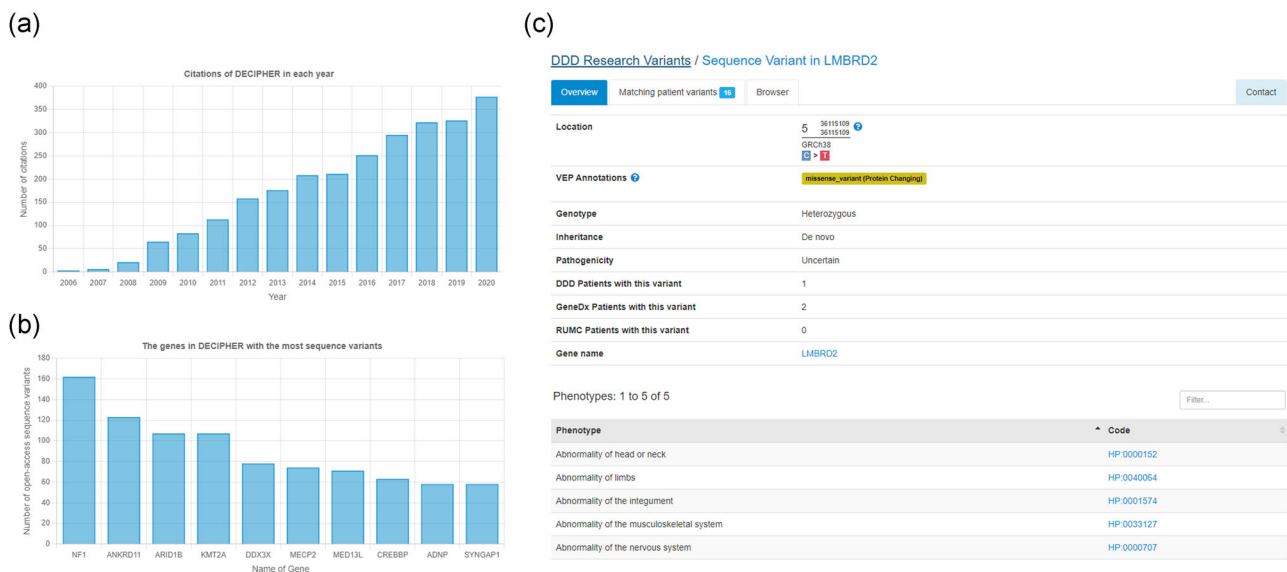 (a)
Citations of DECIPHER in each year
Number of citations
400
350
300
250
200
150
100
50
0
2006 2007 2008 2009 2010 2011 2012 2013 2014 2015 2016 2017 2018 2019 2020
Year
(b)
The genes in DECIPHER with the most sequence variants
Number of open-access sequence variants
180
160
140
120
100
80
60
40
20
0
NF1 ANKRD11 ARID1B KMT2A DDX3X MECP2 MED13L CREBBP ADNP SYNGAP1
Name of Gene
(c)
DDD Research Variants / Sequence Variant in LMBRD2
Overview Matching patient variants 16 Browser Contact
Location 5 36115109
36115109 ?
GRCh38
C > T
VEP Annotations ? missense_variant (Protein Changing)
Genotype Heterozygous
Inheritance De novo
Pathogenicity Uncertain
DDD Patients with this variant 1
GeneDx Patients with this variant 2
RUMC Patients with this variant 0
Gene name LMBRD2
Phenotypes: 1 to 5 of 5 Filter...
Phenotype Code
Abnormality of head or neck HP:0000152
Abnormality of limbs HP:0040064
Abnormality of the integument HP:0001574
Abnormality of the musculoskeletal system HP:0033127
Abnormality of the nervous system HP:0000707